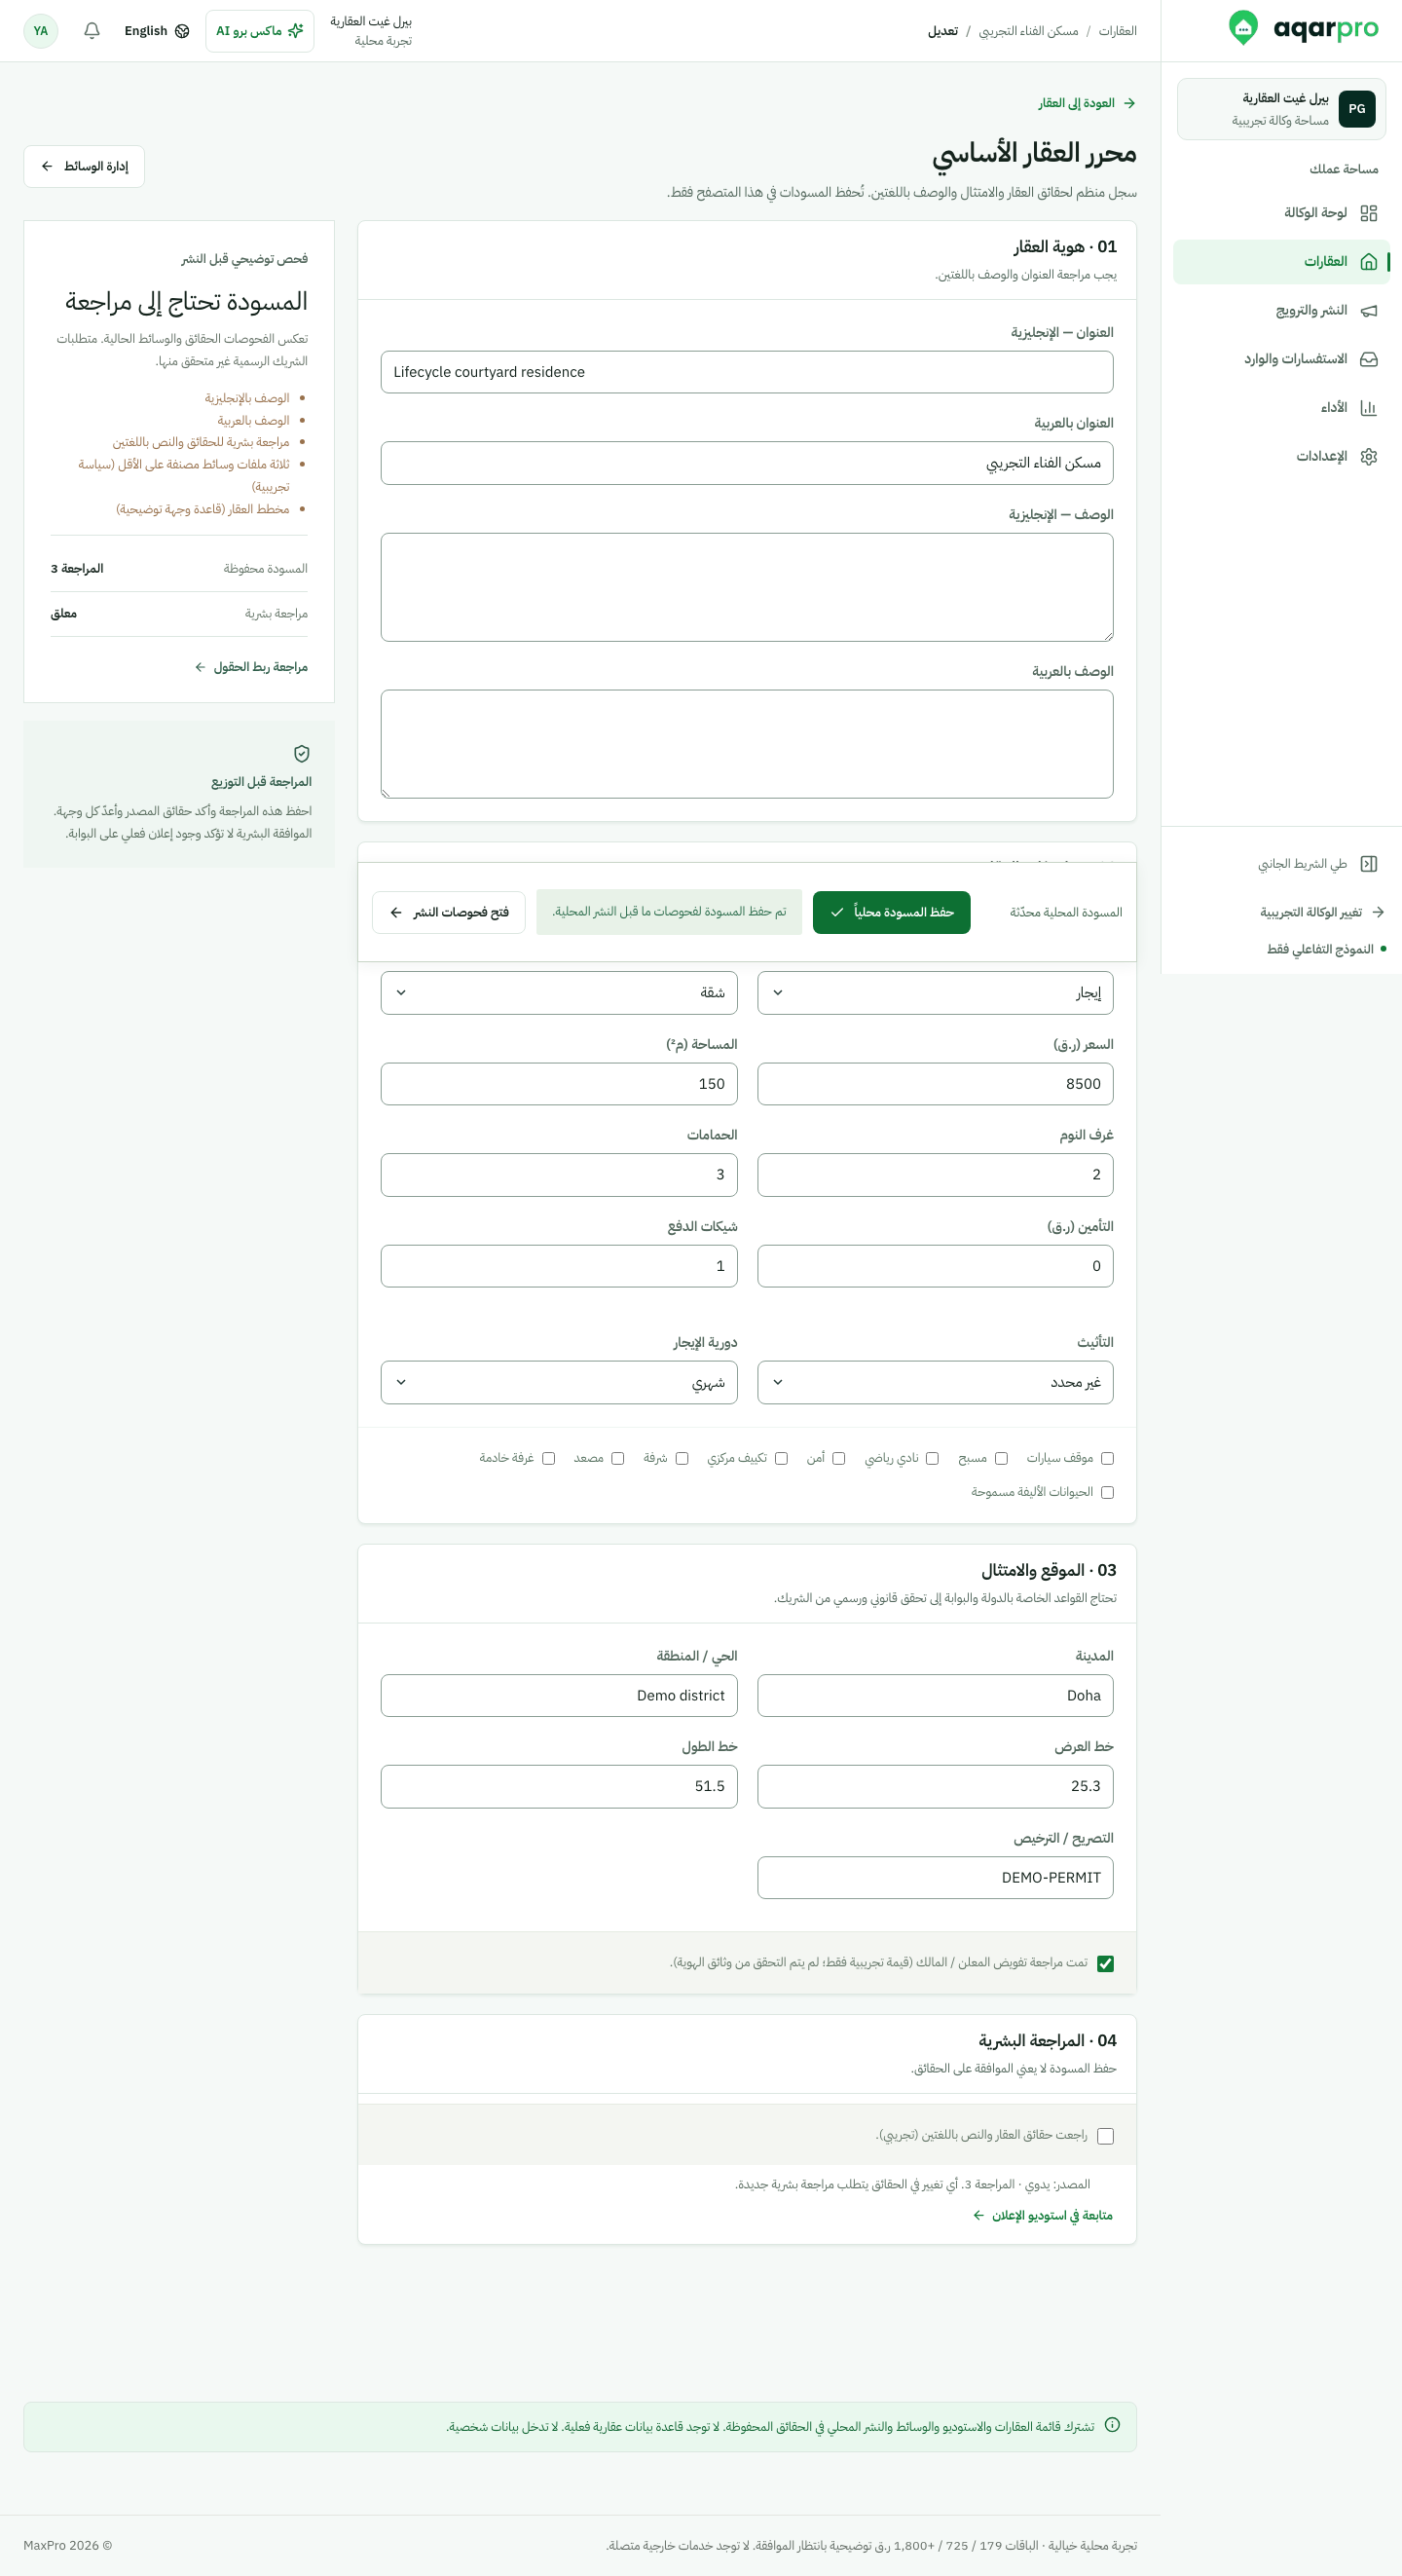 aqarpro
العقارات / مسكن الفناء التجريبي / تعديل
بيرل غيت العقارية
تجربة محلية
ماكس برو AI
English
YA
PG
بيرل غيت العقارية
مساحة وكالة تجريبية
مساحة عملك
لوحة الوكالة
العقارات
النشر والترويج
الاستفسارات والوارد
الأداء
الإعدادات
طي الشريط الجانبي
تغيير الوكالة التجريبية
النموذج التفاعلي فقط
العودة إلى العقار
محرر العقار الأساسي
سجل منظم لحقائق العقار والامتثال والوصف باللغتين. تُحفظ المسودات في هذا المتصفح فقط.
إدارة الوسائط
01 · هوية العقار
يجب مراجعة العنوان والوصف باللغتين.
العنوان — الإنجليزية
Lifecycle courtyard residence
العنوان بالعربية
مسكن الفناء التجريبي
الوصف — الإنجليزية
الوصف بالعربية
فحص توضيحي قبل النشر
المسودة تحتاج إلى مراجعة
تعكس الفحوصات الحقائق والوسائط الحالية. متطلبات
الشريك الرسمية غير متحقق منها.
الوصف بالإنجليزية
الوصف بالعربية
مراجعة بشرية للحقائق والنص باللغتين
ثلاثة ملفات وسائط مصنفة على الأقل (سياسة
تجريبية)
مخطط العقار (قاعدة وجهة توضيحية)
المسودة محفوظة
المراجعة 3
مراجعة بشرية
معلق
مراجعة ربط الحقول
المراجعة قبل التوزيع
احفظ هذه المراجعة وأكد حقائق المصدر وأعدّ كل وجهة.
الموافقة البشرية لا تؤكد وجود إعلان فعلي على البوابة.
المسودة المحلية محدّثة
حفظ المسودة محلياً
تم حفظ المسودة لفحوصات ما قبل النشر المحلية.
فتح فحوصات النشر
إيجار
شقة
السعر (ر.ق)
المساحة (م²)
8500
150
غرف النوم
الحمامات
2
3
التأمين (ر.ق)
شيكات الدفع
0
1
التأثيث
دورية الإيجار
غير محدد
شهري
موقف سيارات
مسبح
نادي رياضي
أمن
تكييف مركزي
شرفة
مصعد
غرفة خادمة
الحيوانات الأليفة مسموحة
03 · الموقع والامتثال
تحتاج القواعد الخاصة بالدولة والبوابة إلى تحقق قانوني ورسمي من الشريك.
المدينة
الحي / المنطقة
Doha
Demo district
خط العرض
خط الطول
25.3
51.5
التصريح / الترخيص
DEMO-PERMIT
تمت مراجعة تفويض المعلن / المالك (قيمة تجريبية فقط؛ لم يتم التحقق من وثائق الهوية).
04 · المراجعة البشرية
حفظ المسودة لا يعني الموافقة على الحقائق.
راجعت حقائق العقار والنص باللغتين (تجريبي).
المصدر: يدوي · المراجعة 3. أي تغيير في الحقائق يتطلب مراجعة بشرية جديدة.
متابعة في استوديو الإعلان
تشترك قائمة العقارات والاستوديو والوسائط والنشر المحلي في الحقائق المحفوظة. لا توجد قاعدة بيانات عقارية فعلية. لا تدخل بيانات شخصية.
تجربة محلية خيالية · الباقات 179 / 725 / 1,800+ ر.ق توضيحية بانتظار الموافقة. لا توجد خدمات خارجية متصلة.
© 2026 MaxPro